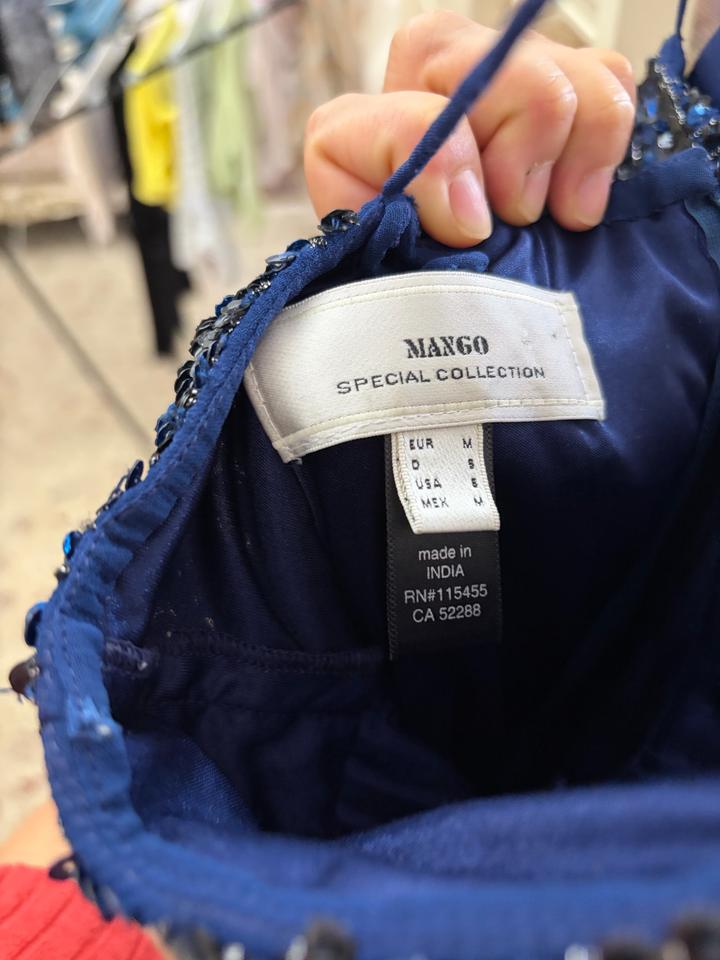 MANGO
SPECIAL COLLECTION
EUR M
D S
USA S
MEX M
made in
INDIA
RN#115455
CA 52288